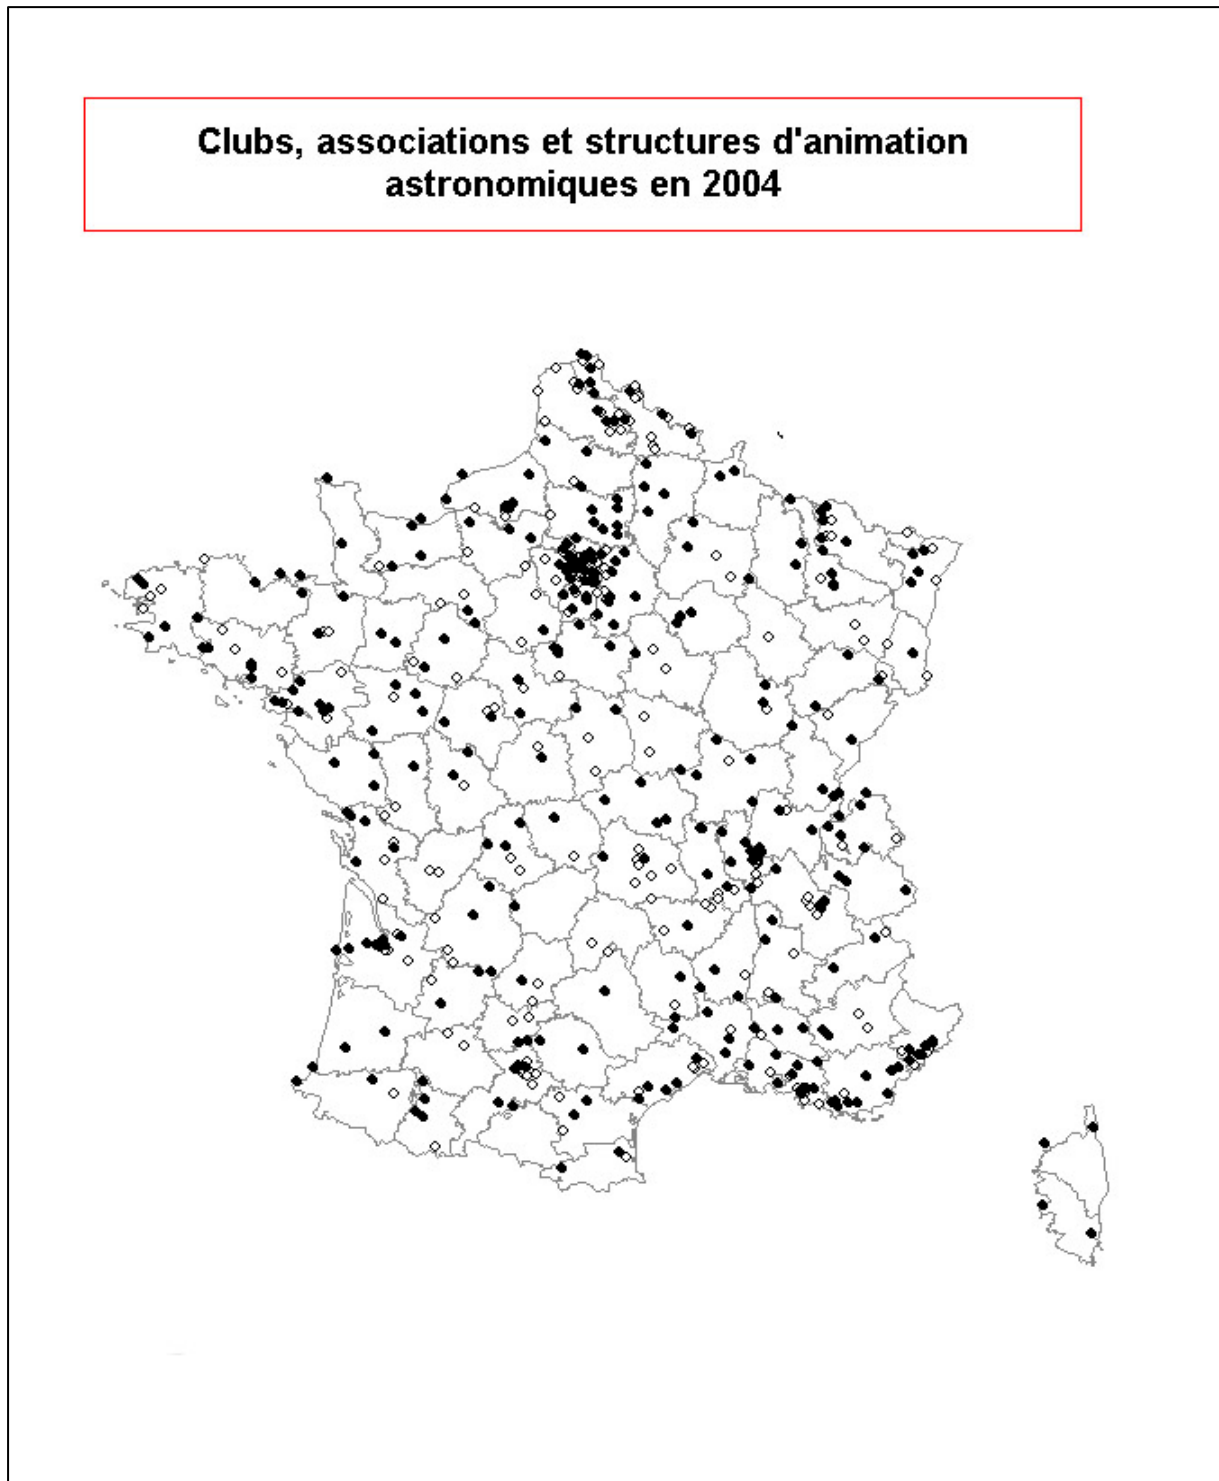 Clubs, associations et structures d'animation
astronomiques en 2004